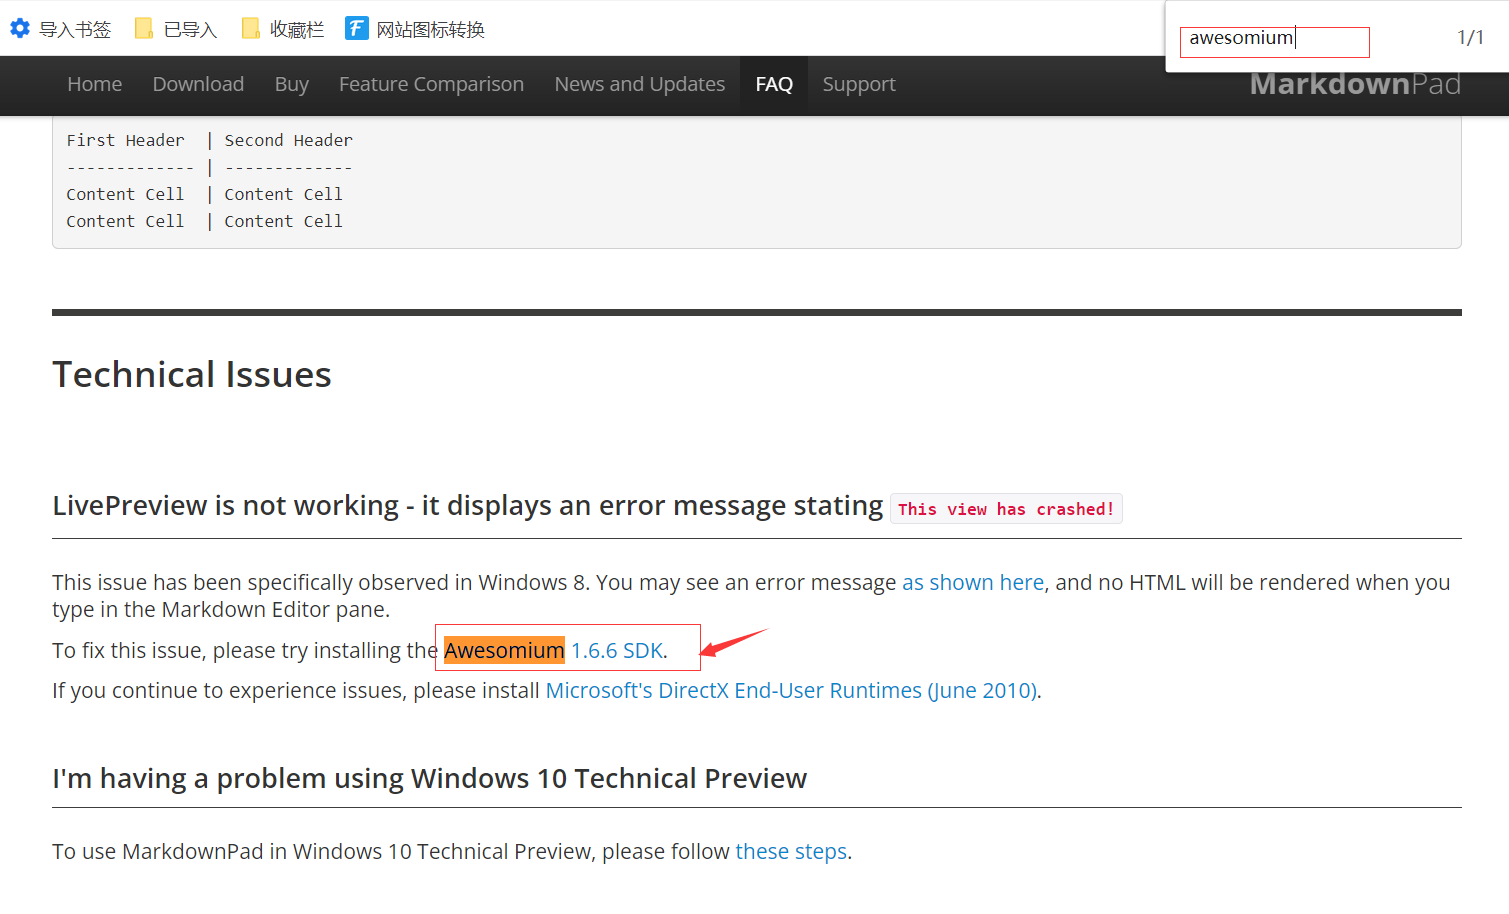 导入书签 已导入 收藏栏 网站图标转换
awesomium 1/1
Home Download Buy Feature Comparison News and Updates FAQ Support MarkdownPad
First Header | Second Header
------------- | -------------
Content Cell | Content Cell
Content Cell | Content Cell
Technical Issues
LivePreview is not working - it displays an error message stating This view has crashed!
This issue has been specifically observed in Windows 8. You may see an error message as shown here, and no HTML will be rendered when you
type in the Markdown Editor pane.
To fix this issue, please try installing the Awesomium 1.6.6 SDK.
If you continue to experience issues, please install Microsoft's DirectX End-User Runtimes (June 2010).
I'm having a problem using Windows 10 Technical Preview
To use MarkdownPad in Windows 10 Technical Preview, please follow these steps.